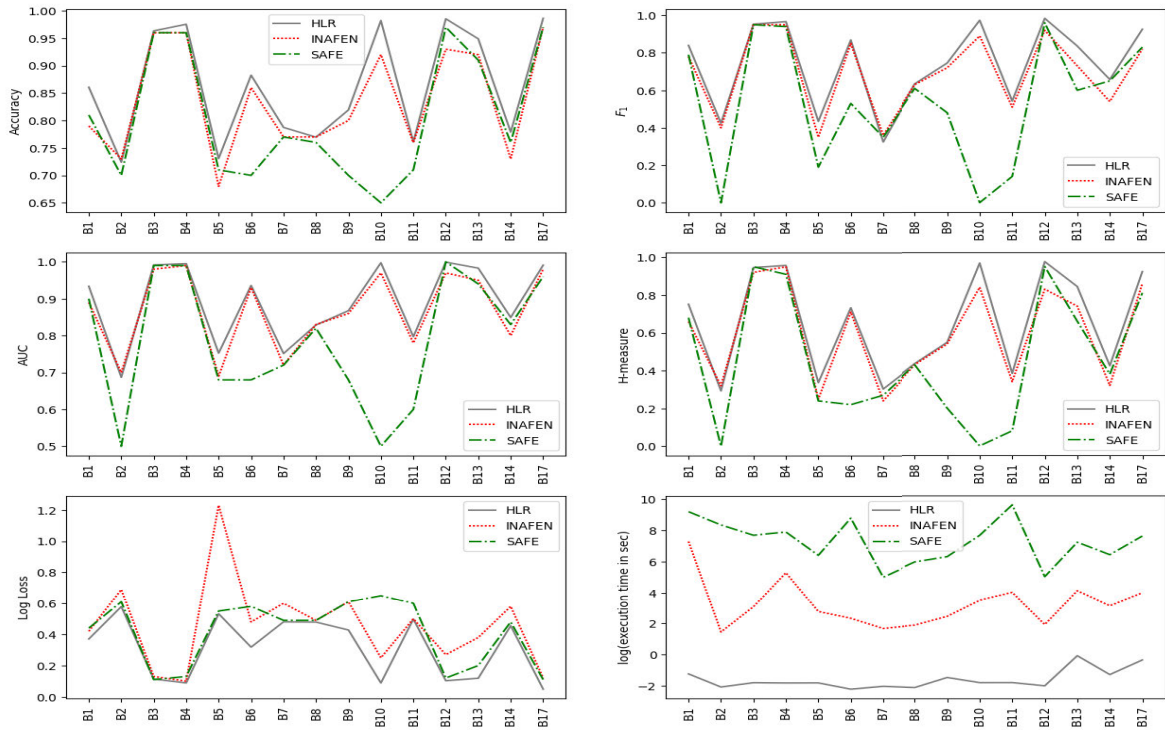 1.00
0.95
0.90
0.85
0.80
0.75
0.70
0.65
Accuracy
HLR
INAFEN
SAFE
B1 B2 B3 B4 B5 B6 B7 B8 B9 B10 B11 B12 B13 B14 B17
1.0
0.8
0.6
0.4
0.2
0.0
F1
HLR
INAFEN
SAFE
B1 B2 B3 B4 B5 B6 B7 B8 B9 B10 B11 B12 B13 B14 B17
1.0
0.9
0.8
0.7
0.6
0.5
AUC
HLR
INAFEN
SAFE
B1 B2 B3 B4 B5 B6 B7 B8 B9 B10 B11 B12 B13 B14 B17
1.0
0.8
0.6
0.4
0.2
0.0
H-measure
HLR
INAFEN
SAFE
B1 B2 B3 B4 B5 B6 B7 B8 B9 B10 B11 B12 B13 B14 B17
1.2
1.0
0.8
0.6
0.4
0.2
0.0
Log Loss
HLR
INAFEN
SAFE
B1 B2 B3 B4 B5 B6 B7 B8 B9 B10 B11 B12 B13 B14 B17
10
8
6
4
2
0
−2
log(execution time in sec)
HLR
INAFEN
SAFE
B1 B2 B3 B4 B5 B6 B7 B8 B9 B10 B11 B12 B13 B14 B17